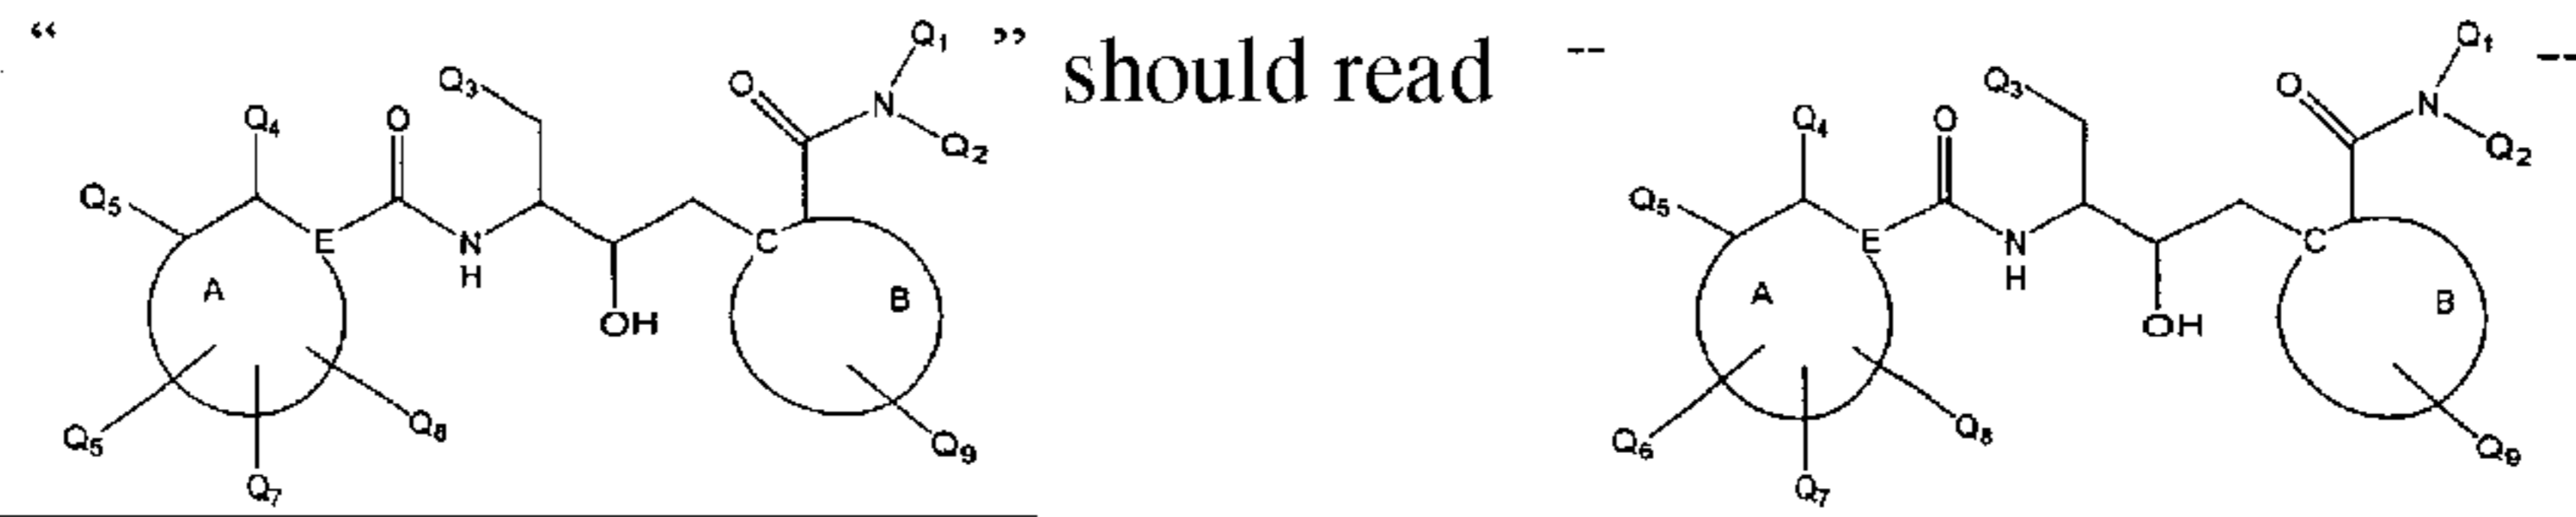 “ Q1 ” should read -- Q1 --
Q3 O N Q2 Q3 O N Q2
Q4 O Q4 O
Q5 E N H C Q5 E N H C
A B A B
OH OH
Q5 Q8 Q9 Q6 Q8 Q9
Q7 Q7